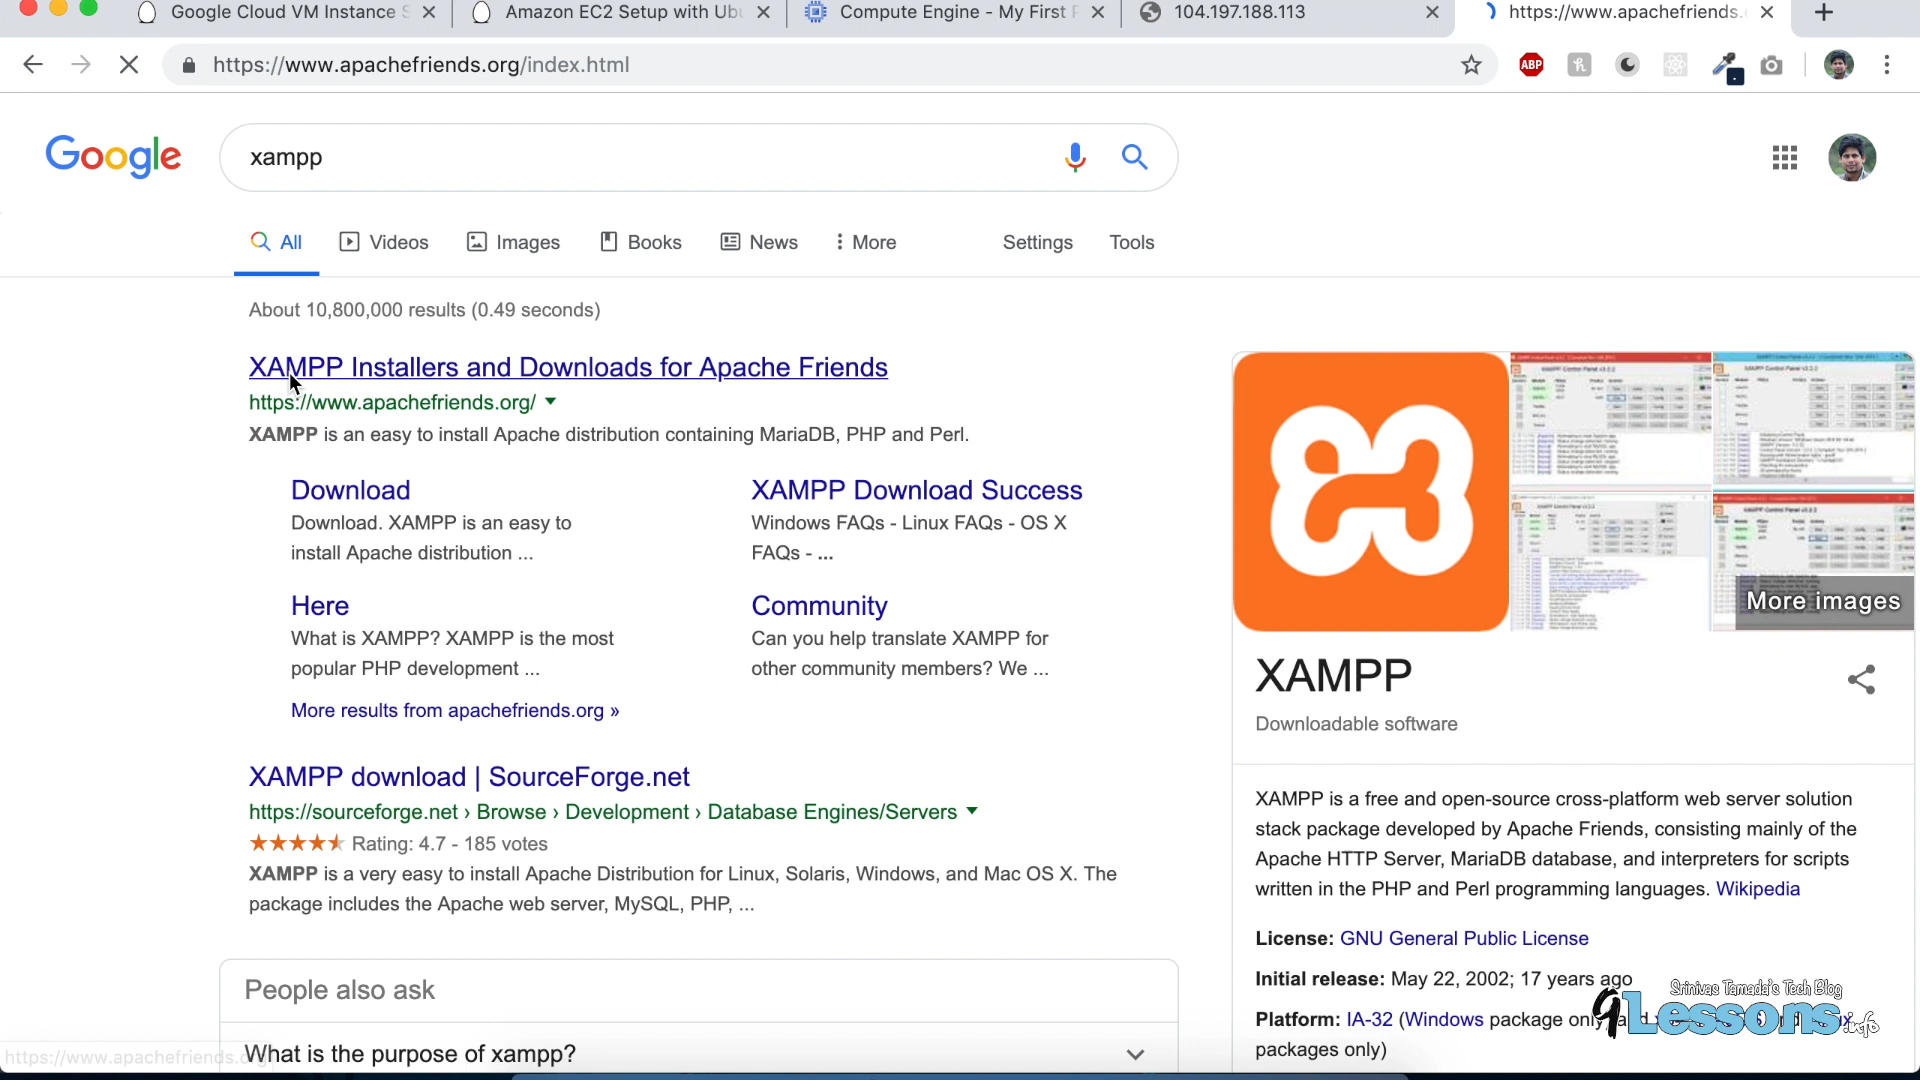 Google Cloud VM Instance S
Amazon EC2 Setup with Ubu
Compute Engine - My First P
104.197.188.113
https://www.apachefriends.
https://www.apachefriends.org/index.html
ABP
Google
xampp
All
Videos
Images
Books
News
More
Settings
Tools
About 10,800,000 results (0.49 seconds)
XAMPP Installers and Downloads for Apache Friends
https://www.apachefriends.org/
XAMPP is an easy to install Apache distribution containing MariaDB, PHP and Perl.
Download
Download. XAMPP is an easy to
install Apache distribution ...
XAMPP Download Success
Windows FAQs - Linux FAQs - OS X
FAQs - ...
Here
What is XAMPP? XAMPP is the most
popular PHP development ...
Community
Can you help translate XAMPP for
other community members? We ...
More results from apachefriends.org »
XAMPP download | SourceForge.net
https://sourceforge.net › Browse › Development › Database Engines/Servers
Rating: 4.7 - 185 votes
XAMPP is a very easy to install Apache Distribution for Linux, Solaris, Windows, and Mac OS X. The
package includes the Apache web server, MySQL, PHP, ...
People also ask
What is the purpose of xampp?
https://www.apachefriends.org
More images
XAMPP
Downloadable software
XAMPP is a free and open-source cross-platform web server solution
stack package developed by Apache Friends, consisting mainly of the
Apache HTTP Server, MariaDB database, and interpreters for scripts
written in the PHP and Perl programming languages. Wikipedia
License: GNU General Public License
Initial release: May 22, 2002; 17 years ago
Platform: IA-32 (Windows package only)
packages only)
Srinivas Tamada's Tech Blog
9Lessons.info